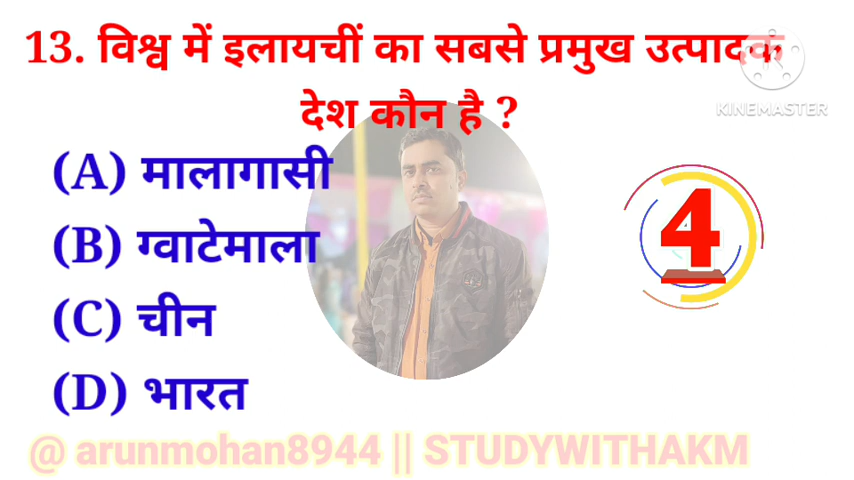 13. विश्व में इलायचीं का सबसे प्रमुख उत्पादक
देश कौन है ?
KINEMASTER
(A) मालागासी
(B) ग्वाटेमाला
4
(C) चीन
(D) भारत
@ arunmohan8944 || STUDYWITHAKM